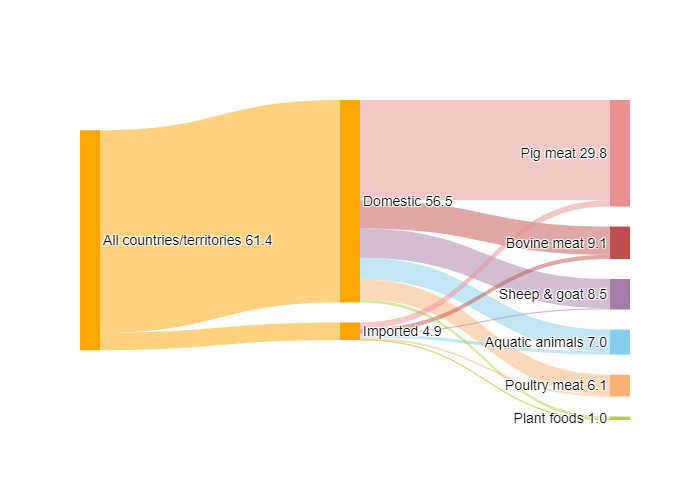 Pig meat 29.8
Domestic 56.5
All countries/territories 61.4
Bovine meat 9.1
Sheep & goat 8.5
Imported 4.9
Aquatic animals 7.0
Poultry meat 6.1
Plant foods 1.0